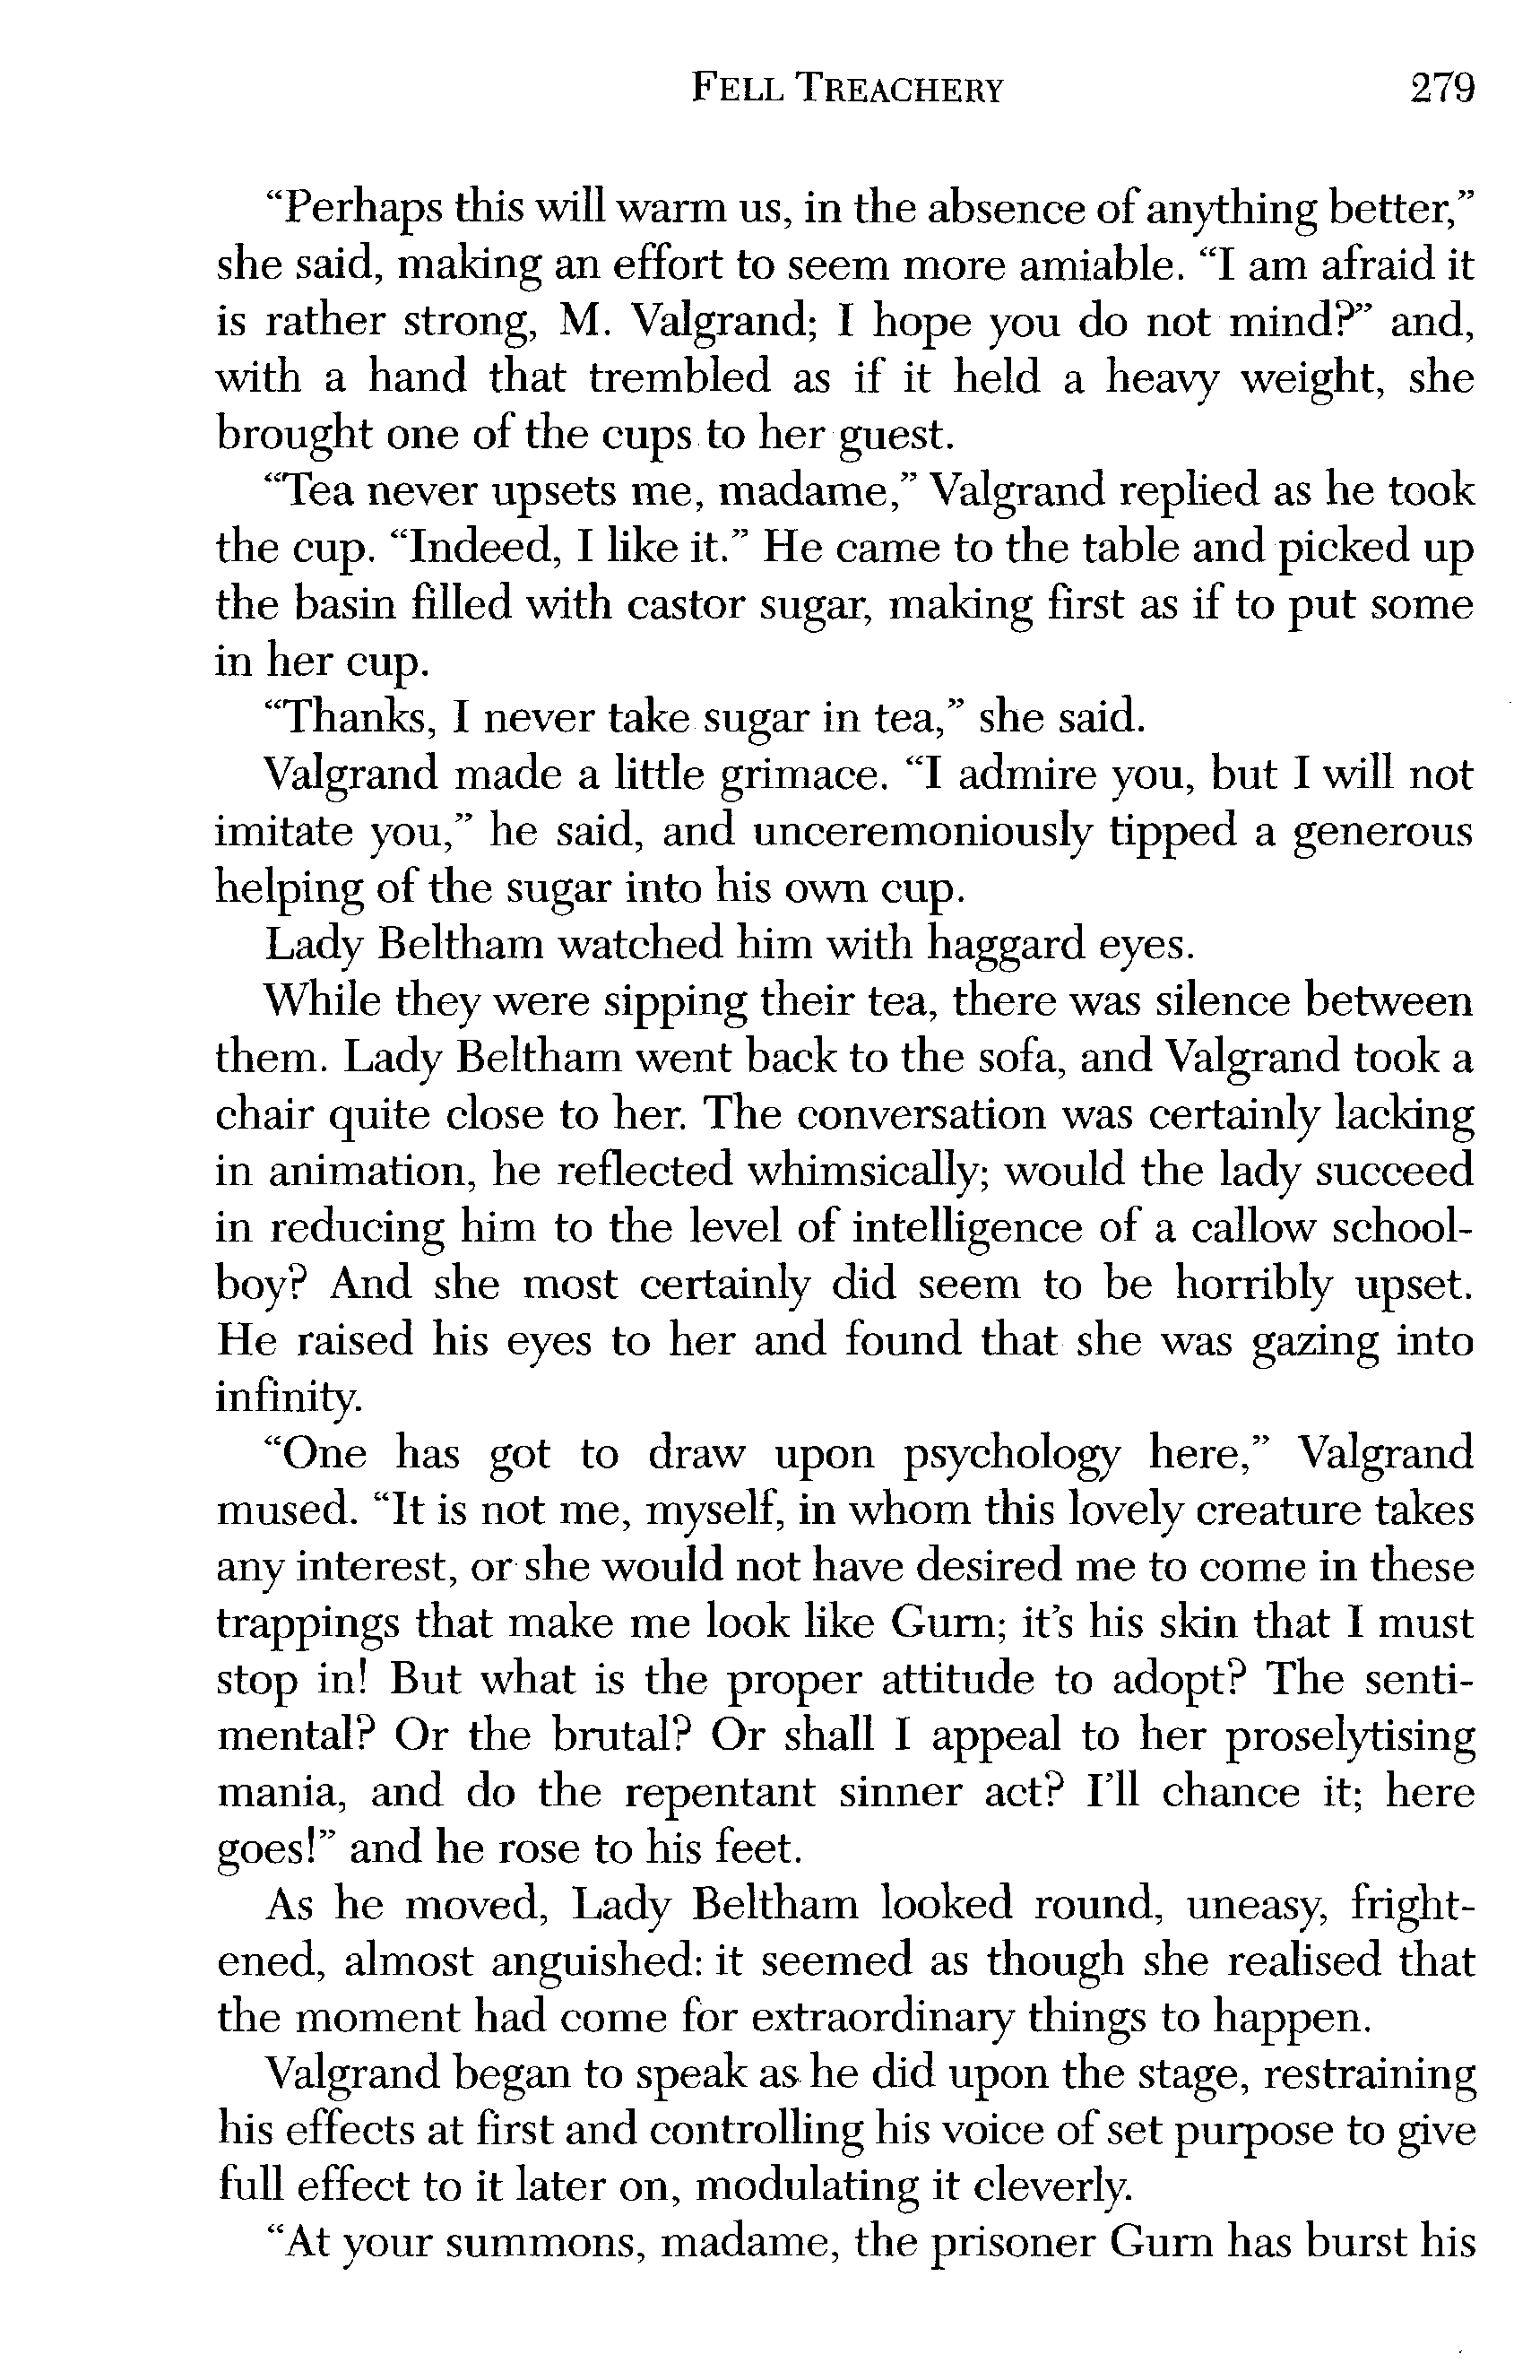 FELL TREACHERY 279
“Perhaps this will warm us, in the absence of anything better,”
she said, making an effort to seem more amiable. “I am afraid it
is rather strong, M. Valgrand; I hope you do not mind?” and,
with a hand that trembled as if it held a heavy weight, she
brought one of the cups to her guest.
“Tea never upsets me, madame,” Valgrand replied as he took
the cup. “Indeed, I like it.” He came to the table and picked up
the basin filled with castor sugar, making first as if to put some
in her cup.
“Thanks, I never take sugar in tea,” she said.
Valgrand made a little grimace. “I admire you, but I will not
imitate you,” he said, and unceremoniously tipped a generous
helping of the sugar into his own cup.
Lady Beltham watched him with haggard eyes.
While they were sipping their tea, there was silence between
them. Lady Beltham went back to the sofa, and Valgrand took a
chair quite close to her. The conversation was certainly lacking
in animation, he reflected whimsically; would the lady succeed
in reducing him to the level of intelligence of a callow school-
boy? And she most certainly did seem to be horribly upset.
He raised his eyes to her and found that she was gazing into
infinity.
“One has got to draw upon psychology here,” Valgrand
mused. “It is not me, myself, in whom this lovely creature takes
any interest, or she would not have desired me to come in these
trappings that make me look like Gurn; it’s his skin that I must
stop in! But what is the proper attitude to adopt? The senti-
mental? Or the brutal? Or shall I appeal to her proselytising
mania, and do the repentant sinner act? I’ll chance it; here
goes!” and he rose to his feet.
As he moved, Lady Beltham looked round, uneasy, fright-
ened, almost anguished: it seemed as though she realised that
the moment had come for extraordinary things to happen.
Valgrand began to speak as he did upon the stage, restraining
his effects at first and controlling his voice of set purpose to give
full effect to it later on, modulating it cleverly.
“At your summons, madame, the prisoner Gurn has burst his